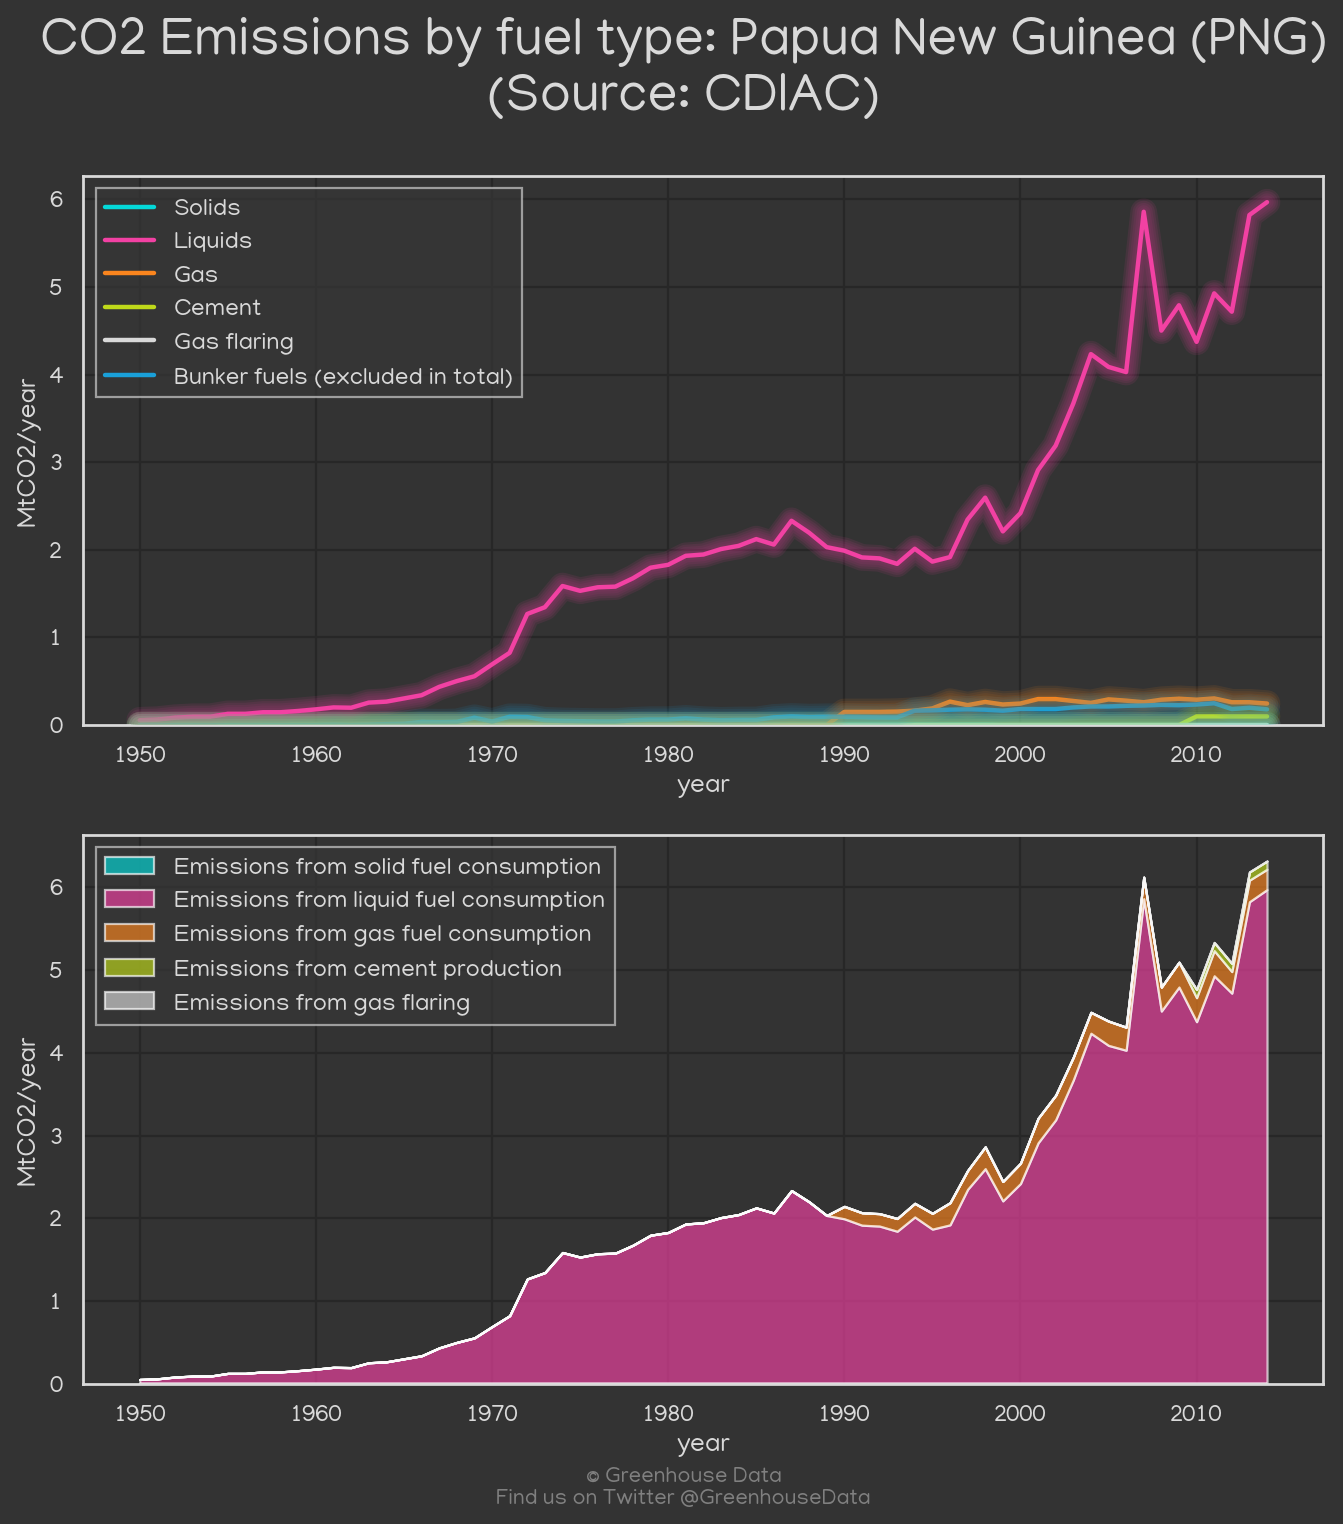 CO2 Emissions by fuel type: Papua New Guinea (PNG)
(Source: CDIAC)
Solids
Liquids
Gas
Cement
Gas flaring
Bunker fuels (excluded in total)
MtCO2/year
6
5
4
3
2
1
0
1950 1960 1970 1980 1990 2000 2010
year
Emissions from solid fuel consumption
Emissions from liquid fuel consumption
Emissions from gas fuel consumption
Emissions from cement production
Emissions from gas flaring
MtCO2/year
6
5
4
3
2
1
0
1950 1960 1970 1980 1990 2000 2010
year
© Greenhouse Data
Find us on Twitter @GreenhouseData